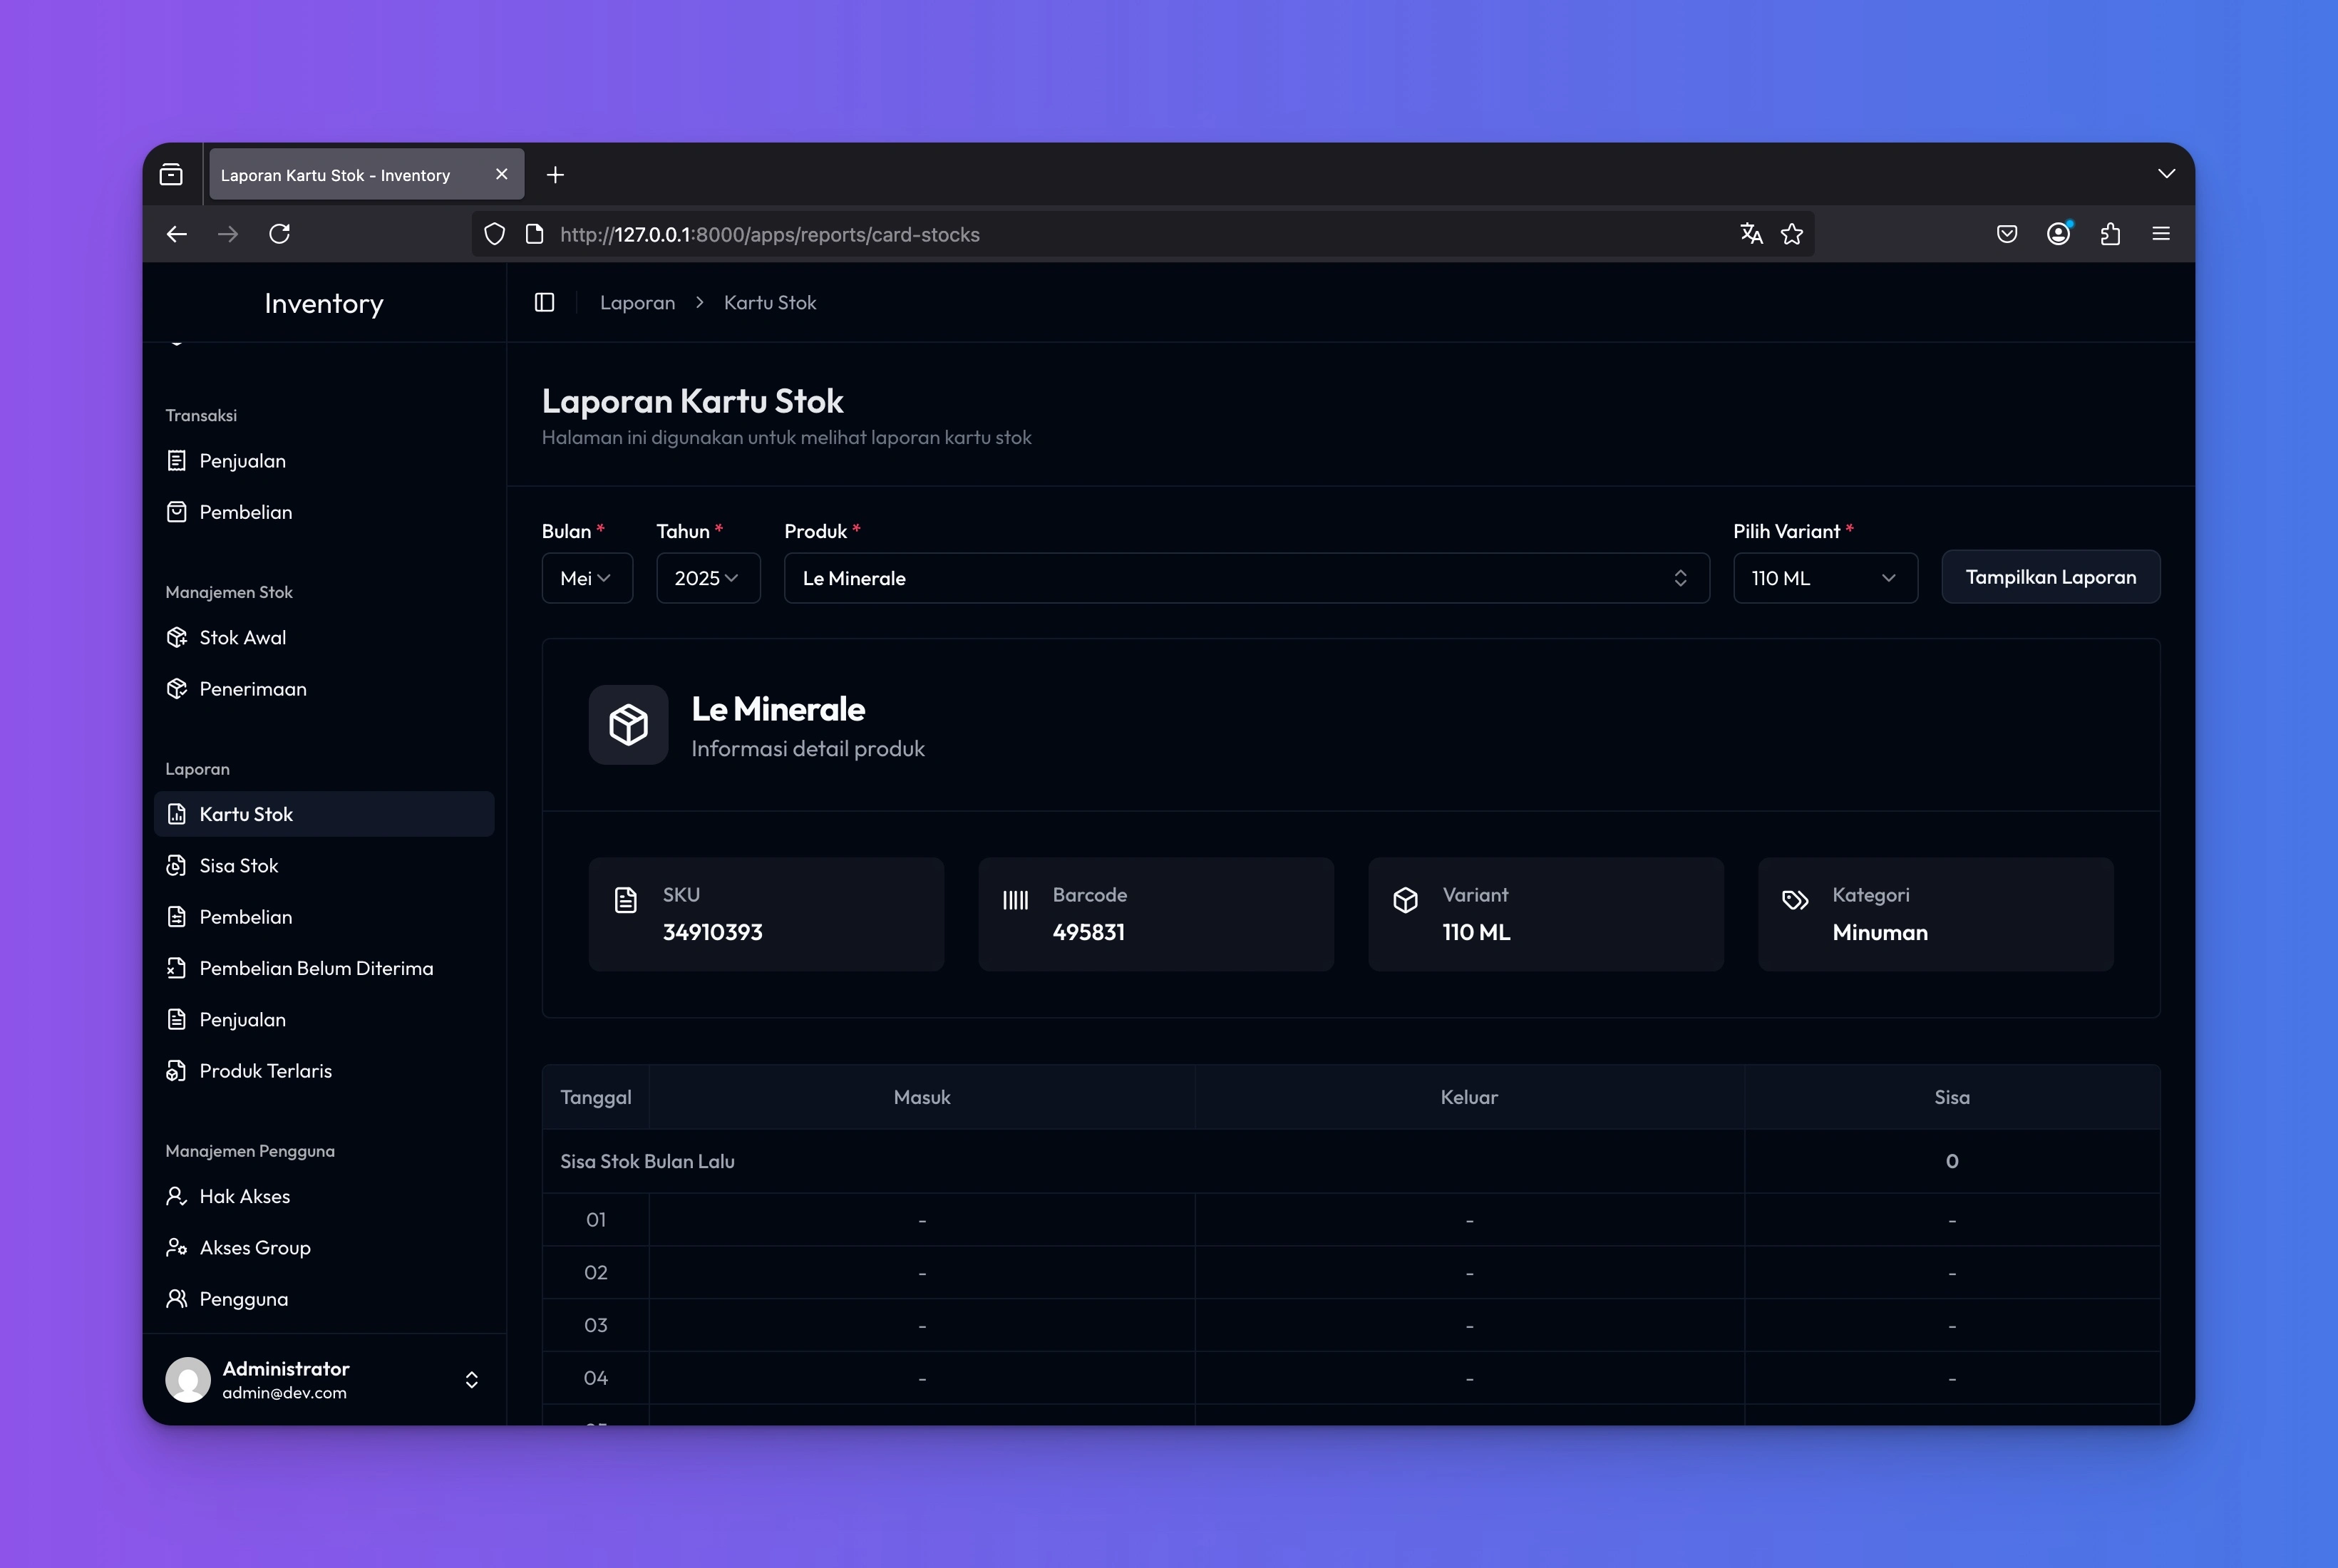 Laporan Kartu Stok - Inventory
http://127.0.0.1:8000/apps/reports/card-stocks
Inventory
Laporan > Kartu Stok
Transaksi
Penjualan
Pembelian
Manajemen Stok
Stok Awal
Penerimaan
Laporan
Kartu Stok
Sisa Stok
Pembelian
Pembelian Belum Diterima
Penjualan
Produk Terlaris
Manajemen Pengguna
Hak Akses
Akses Group
Pengguna
Administrator
admin@dev.com
Laporan Kartu Stok
Halaman ini digunakan untuk melihat laporan kartu stok
Bulan * Tahun * Produk * Pilih Variant *
Mei 2025 Le Minerale 110 ML Tampilkan Laporan
Le Minerale
Informasi detail produk
SKU Barcode Variant Kategori
34910393 495831 110 ML Minuman
Tanggal Masuk Keluar Sisa
Sisa Stok Bulan Lalu 0
01 - - -
02 - - -
03 - - -
04 - - -